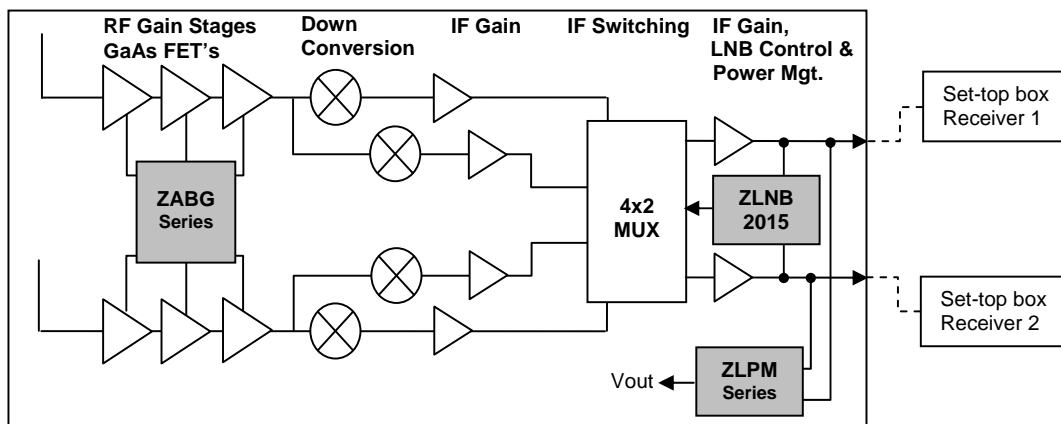 RF Gain Stages
GaAs FET's
Down
Conversion
IF Gain
IF Switching
IF Gain,
LNB Control &
Power Mgt.
Set-top box
Receiver 1
ZABG
Series
4x2
MUX
ZLNB
2015
Set-top box
Receiver 2
Vout
ZLPM
Series